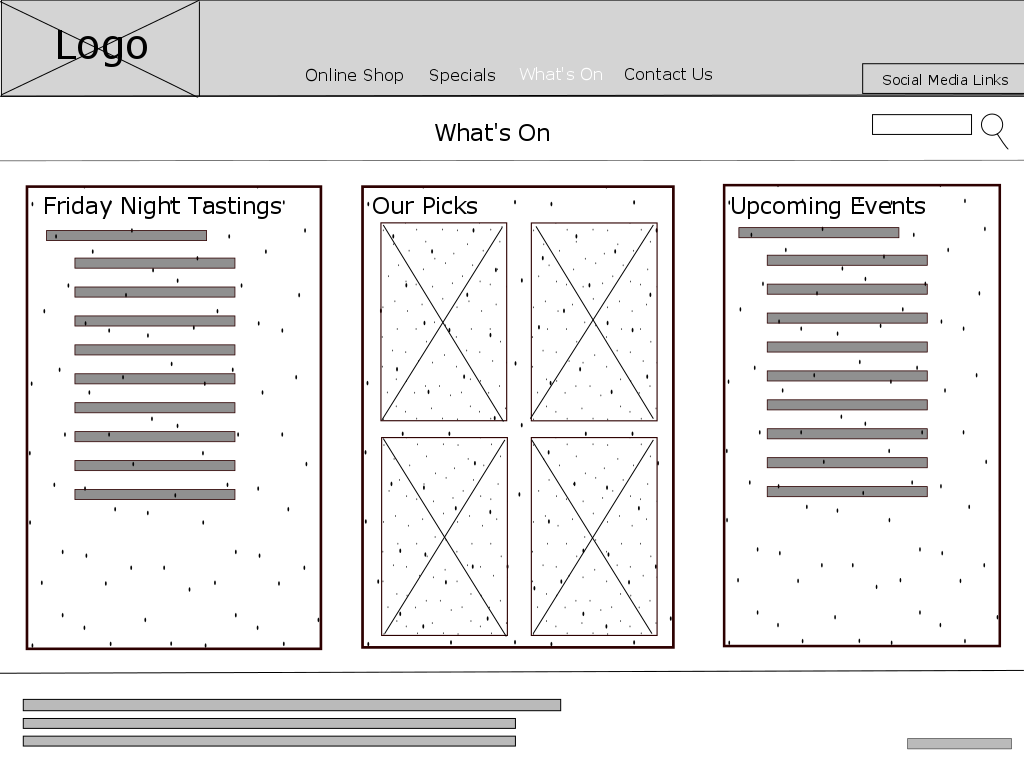 Logo
Online Shop Specials What's On Contact Us
Social Media Links
What's On
Friday Night Tastings
Our Picks
Upcoming Events